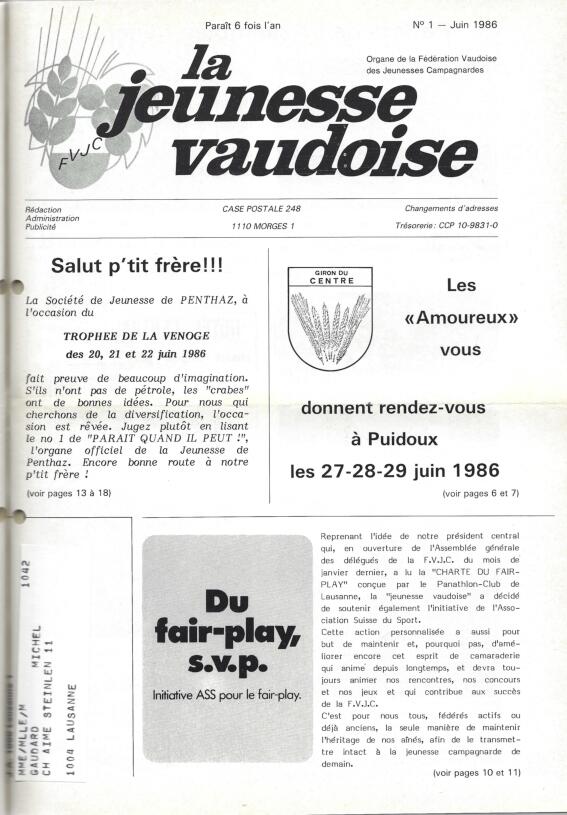 Paraît 6 fois l'an
N° 1 – Juin 1986
Organe de la Fédération Vaudoise
des Jeunesses Campagnardes
la
jeunesse
vaudoise
FVJC
Rédaction
Administration
Publicité
CASE POSTALE 248
1110 MORGES 1
Changements d'adresses
Trésorerie: CCP 10-9831-0
Salut p'tit frère!!!
La Société de Jeunesse de PENTHAZ, à
l'occasion du
TROPHEE DE LA VENOGE
des 20, 21 et 22 juin 1986
fait preuve de beaucoup d'imagination.
S'ils n'ont pas de pétrole, les "crabes"
ont de bonnes idées. Pour nous qui
cherchons de la diversification, l'occa-
sion est rêvée. Jugez plutôt en lisant
le no 1 de "PARAIT QUAND IL PEUT !",
l'organe officiel de la Jeunesse de
Penthaz. Encore bonne route à notre
p'tit frère !
(voir pages 13 à 18)
GIRON DU
CENTRE
Les
«Amoureux»
vous
donnent rendez-vous
à Puidoux
les 27-28-29 juin 1986
(voir pages 6 et 7)
1042
MME/MLLE/M
GAUDARD MICHEL
CH AIME STEINLEN 11
1004 LAUSANNE
Du
fair-play,
s.v.p.
Initiative ASS pour le fair-play.
Reprenant l'idée de notre président central
qui, en ouverture de l'Assemblée générale
des délégués de la F.V.J.C. du mois de
janvier dernier, a lu la "CHARTE DU FAIR-
PLAY" conçue par le Panathlon-Club de
Lausanne, la "jeunesse vaudoise" a décidé
de soutenir également l'initiative de l'Asso-
ciation Suisse du Sport.
Cette action personnalisée a aussi pour
but de maintenir et, pourquoi pas, d'amé-
liorer encore cet esprit de camaraderie
qui anime depuis longtemps, et devra tou-
jours animer nos rencontres, nos concours
et nos jeux et qui contribue aux succès
de la F.V.J.C.
C'est pour nous tous, fédérés actifs ou
déjà anciens, la seule manière de maintenir
l'héritage de nos aînés, afin de le transmet-
tre intact à la jeunesse campagnarde de
demain.
(voir pages 10 et 11)